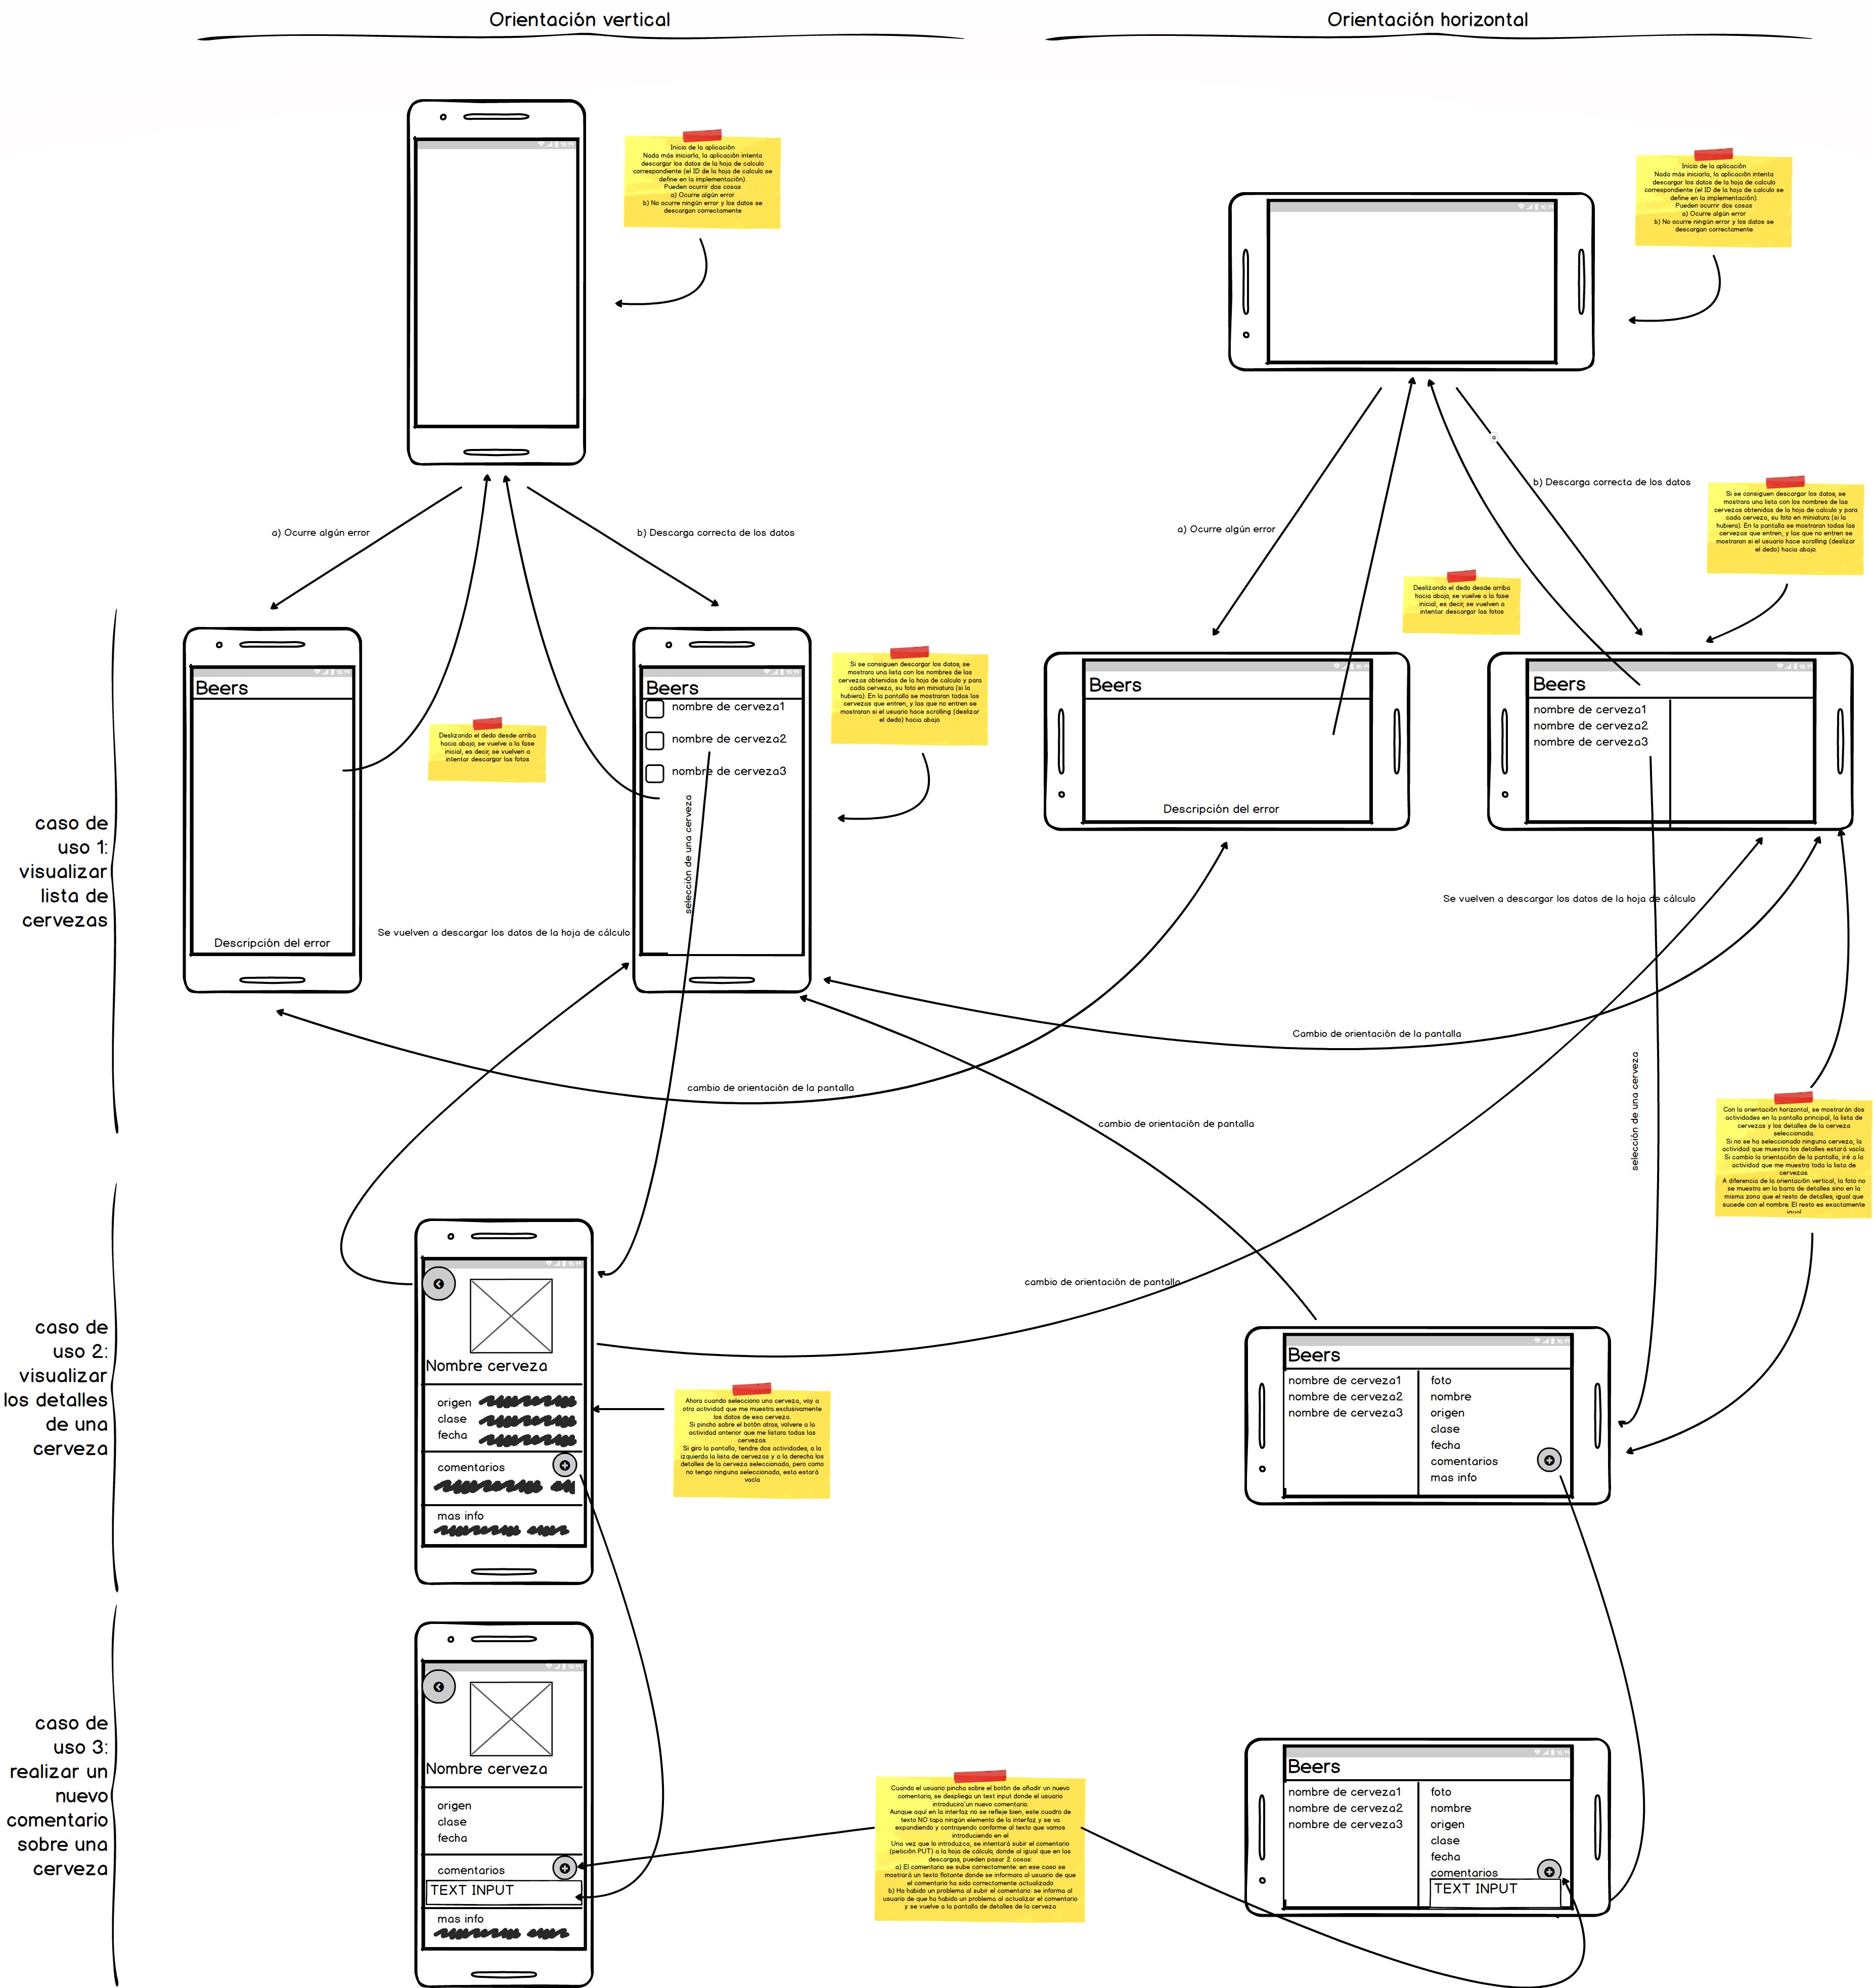 Orientación vertical
Orientación horizontal
Inicio de la aplicación
Nada más iniciarla, la aplicación intenta
descargar los datos de la hoja de calculo
correspondiente (el ID de la hoja de calculo se
define en la implementación).
Pueden ocurrir dos cosas
a) Ocurre algún error
b) No ocurre ningún error y los datos se
descargan correctamente
Inicio de la aplicación
Nada más iniciarla, la aplicación intenta
descargar los datos de la hoja de calculo
correspondiente (el ID de la hoja de calculo se
define en la implementación).
Pueden ocurrir dos cosas
a) Ocurre algún error
b) No ocurre ningún error y los datos se
descargan correctamente
a) Ocurre algún error
b) Descarga correcta de los datos
a) Ocurre algún error
b) Descarga correcta de los datos
Si se consiguen descargar los datos, se
mostrara una lista con los nombres de las
cervezas obtenidas de la hoja de calculo y para
cada cerveza, su foto en miniatura (si la
hubiera). En la pantalla se mostraran todas las
cervezas que entren, y las que no entren se
mostraran si el usuario hace scrolling (deslizar
el dedo) hacia abajo.
Deslizando el dedo desde arriba
hacia abajo, se vuelve a la fase
inicial, es decir, se vuelven a
intentar descargar las fotos
caso de
uso 1:
visualizar
lista de
cervezas
Beers
Descripción del error
Deslizando el dedo desde arriba
hacia abajo, se vuelve a la fase
inicial, es decir, se vuelven a
intentar descargar las fotos
Beers
nombre de cerveza1
nombre de cerveza2
nombre de cerveza3
selección de una cerveza
Si se consiguen descargar los datos, se
mostrara una lista con los nombres de las
cervezas obtenidas de la hoja de calculo y para
cada cerveza, su foto en miniatura (si la
hubiera). En la pantalla se mostraran todas las
cervezas que entren, y las que no entren se
mostraran si el usuario hace scrolling (deslizar
el dedo) hacia abajo.
Beers
Descripción del error
Beers
nombre de cerveza1
nombre de cerveza2
nombre de cerveza3
Se vuelven a descargar los datos de la hoja de cálculo
Se vuelven a descargar los datos de la hoja de cálculo
Cambio de orientación de la pantalla
cambio de orientación de la pantalla
cambio de orientación de pantalla
selección de una cerveza
Con la orientación horizontal, se mostrarán dos
actividades en la pantalla principal, la lista de
cervezas y los detalles de la cerveza
seleccionada.
Si no se ha seleccionado ninguna cerveza, la
actividad que muestra los detalles estará vacía.
Si cambio la orientación de la pantalla, iré a la
actividad que me muestra toda la lista de
cervezas.
A diferencia de la orientación vertical, la foto no
se muestra en la barra de detalles sino en la
misma zona que el resto de detalles, igual que
sucede con el nombre. El resto es exactamente
igual
cambio de orientación de pantalla
caso de
uso 2:
visualizar
los detalles
de una
cerveza
Nombre cerveza
origen
clase
fecha
comentarios
mas info
Ahora cuando selecciono una cerveza, voy a
otra actividad que me muestra exclusivamente
los datos de esa cerveza.
Si pincho sobre el botón atras, volvere a la
actividad anterior que me listara todas las
cervezas.
Si giro la pantalla, tendre dos actividades, a la
izquierda la lista de cervezas y a la derecha los
detalles de la cerveza seleccionada, pero como
no tengo ninguna seleccionada, esta estará
vacía
Beers
nombre de cerveza1
nombre de cerveza2
nombre de cerveza3
foto
nombre
origen
clase
fecha
comentarios
mas info
caso de
uso 3:
realizar un
nuevo
comentario
sobre una
cerveza
Nombre cerveza
origen
clase
fecha
comentarios
TEXT INPUT
mas info
Cuando el usuario pincha sobre el botón de añadir un nuevo
comentario, se despliega un text input donde el usuario
introducira un nuevo comentario.
Aunque aquí en la interfaz no se refleje bien, este cuadro de
texto NO tapa ningún elemento de la interfaz y se va
expandiendo y contrayendo conforme al texto que vamos
introduciendo en el
Una vez que lo introduzca, se intentará subir el comentario
(petición PUT) a la hoja de cálculo, donde al igual que en las
descargas, pueden pasar 2 cosas:
a) El comentario se sube correctamente: en ese caso se
mostrará un texto flotante donde se informara al usuario de que
el comentario ha sido correctamente actualizado
b) Ha habido un problema al subir el comentario: se informa al
usuario de que ha habido un problema al actualizar el comentario
y se vuelve a la pantalla de detalles de la cerveza
Beers
nombre de cerveza1
nombre de cerveza2
nombre de cerveza3
foto
nombre
origen
clase
fecha
comentarios
TEXT INPUT